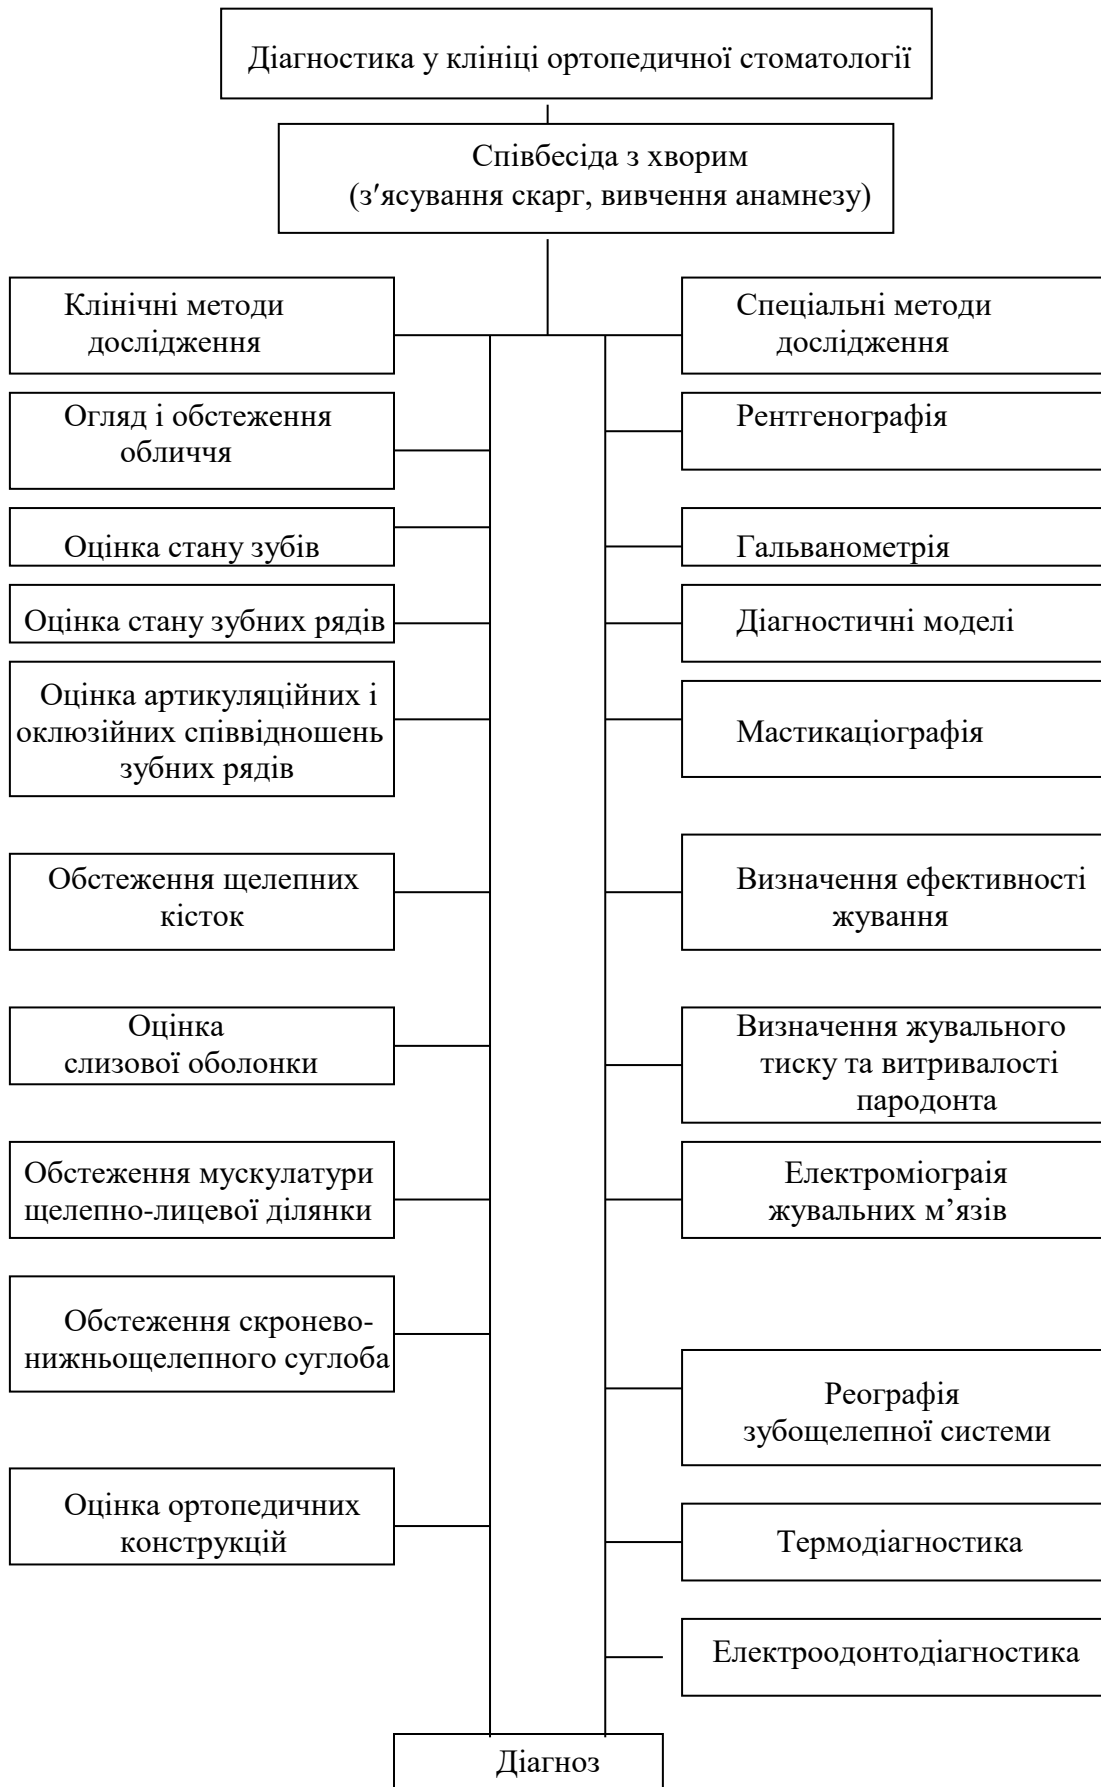 Діагностика у клініці ортопедичної стоматології
Співбесіда з хворим
(з′ясування скарг, вивчення анамнезу)
Клінічні методи
дослідження
Огляд і обстеження
обличчя
Оцінка стану зубів
Оцінка стану зубних рядів
Оцінка артикуляційних і
оклюзійних співвідношень
зубних рядів
Обстеження щелепних
кісток
Оцінка
слизової оболонки
Обстеження мускулатури
щелепно-лицевої ділянки
Обстеження скронево-
нижньощелепного суглоба
Оцінка ортопедичних
конструкцій
Спеціальні методи
дослідження
Рентгенографія
Гальванометрія
Діагностичні моделі
Мастикаціографія
Визначення ефективності
жування
Визначення жувального
тиску та витривалості
пародонта
Електроміограія
жувальних м’язів
Реографія
зубощелепної системи
Термодіагностика
Електроодонтодіагностика
Діагноз